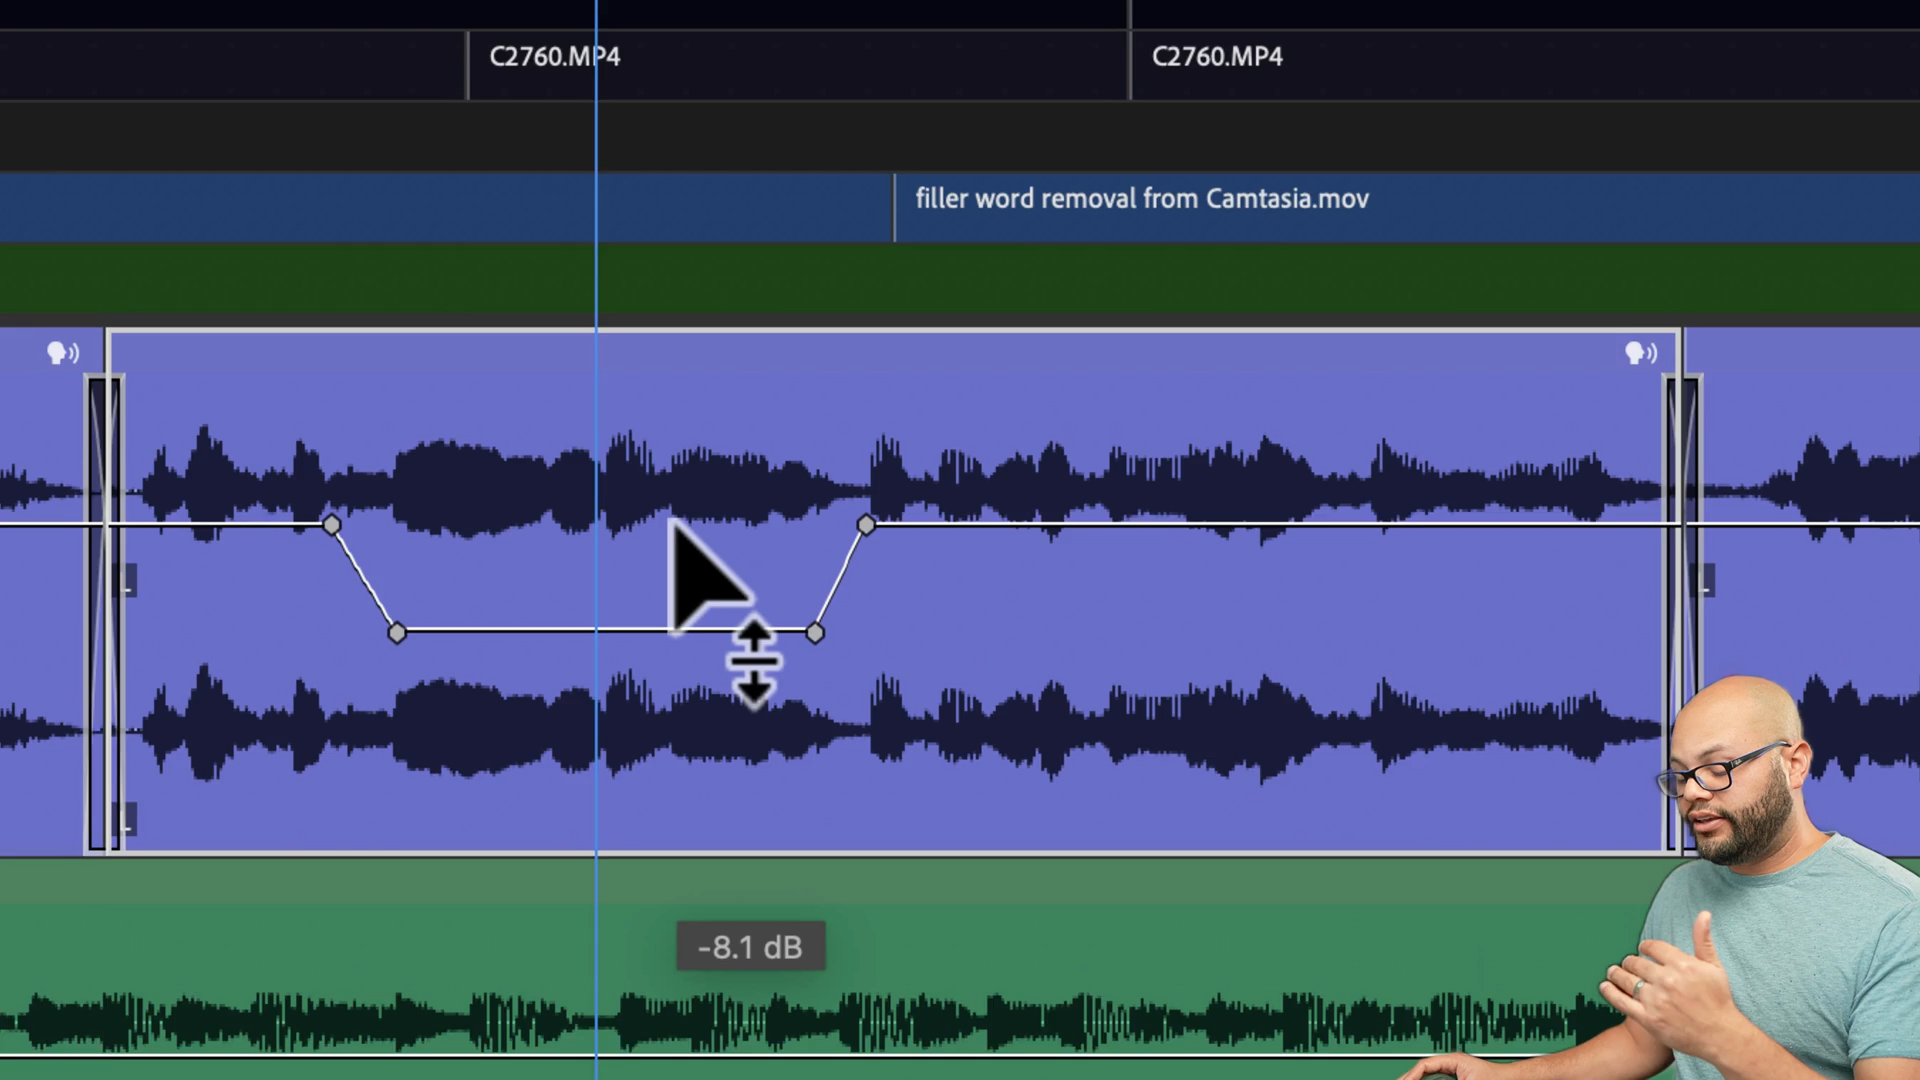 C2760.MP4
C2760.MP4
filler word removal from Camtasia.mov
L
L
L
-8.1 dB